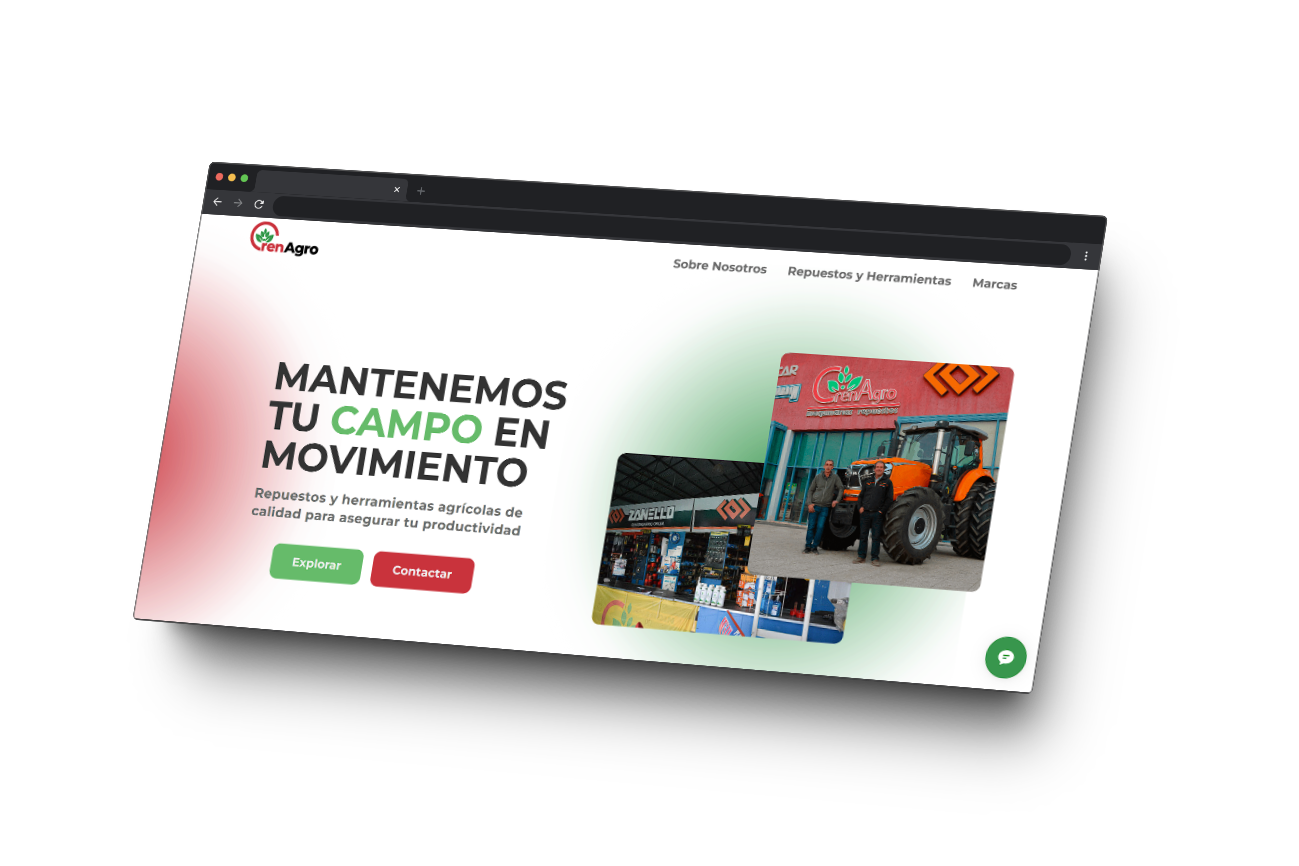 CrenAgro
Sobre Nosotros
Repuestos y Herramientas
Marcas
MANTENEMOS
TU CAMPO EN
MOVIMIENTO
Repuestos y herramientas agrícolas de
calidad para asegurar tu productividad
Explorar
Contactar
CrenAgro
ZANELLO